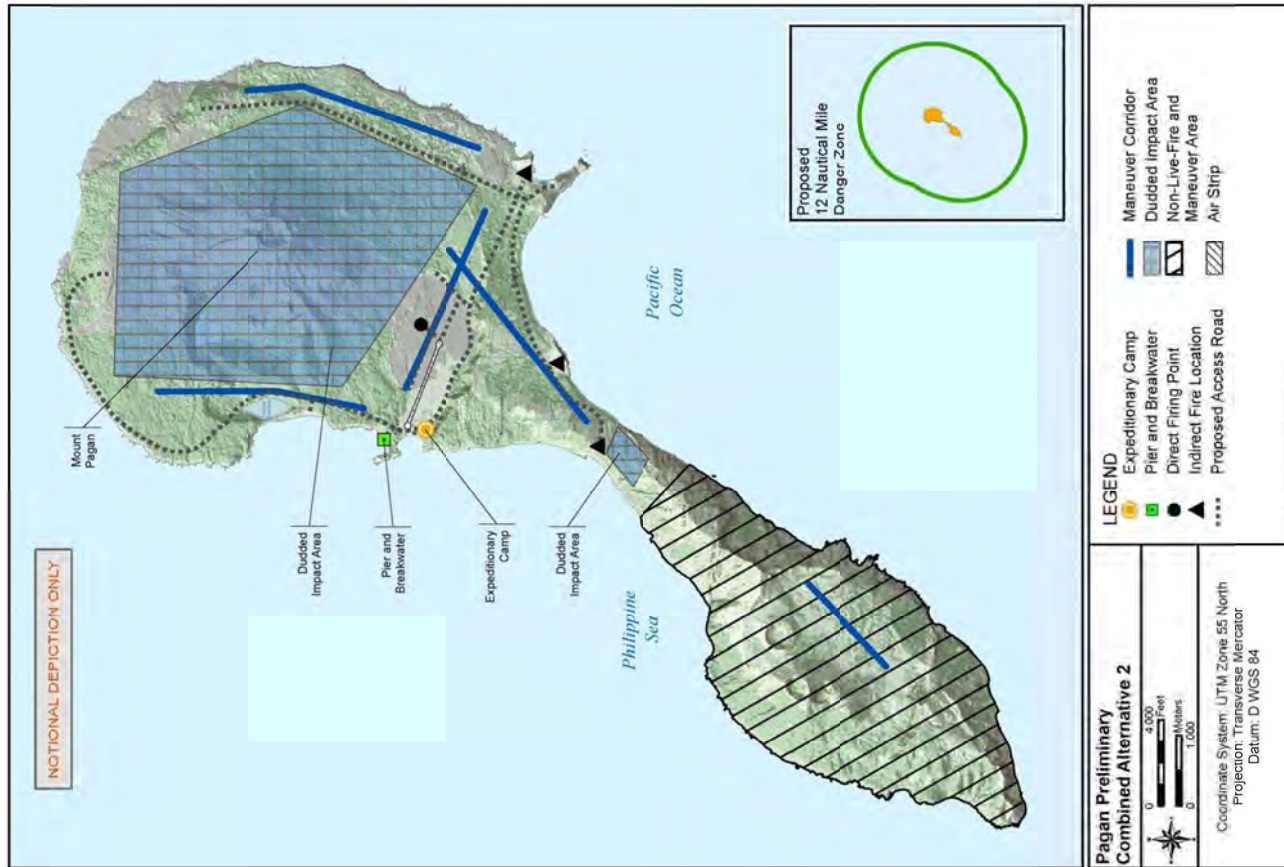 NOTIONAL DEPICTION ONLY
Mount
Pagan
Dudded
Impact Area
Pier and
Breakwater
Expeditionary
Camp
Dudded
Impact Area
Philippine
Sea
Pacific
Ocean
Proposed
12 Nautical Mile
Danger Zone
Pagan Preliminary
Combined Alternative 2
0 4,000
Feet
Meters
0 1,000
Coordinate System: UTM Zone 55 North
Projection: Transverse Mercator
Datum: D WGS 84
LEGEND
Expeditionary Camp
Pier and Breakwater
Direct Firing Point
Indirect Fire Location
Proposed Access Road
Maneuver Corridor
Dudded Impact Area
Non-Live-Fire and
Maneuver Area
Air Strip